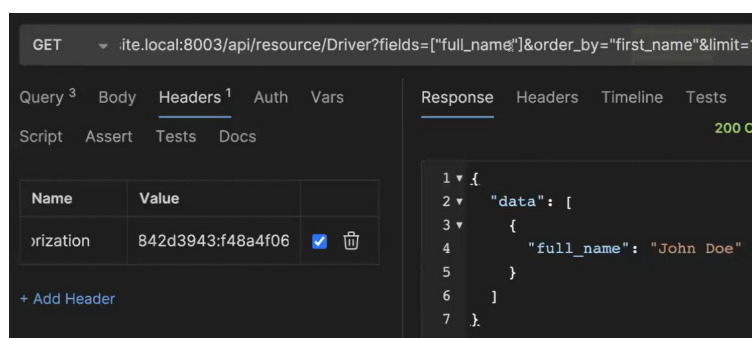 GET ite.local:8003/api/resource/Driver?fields=["full_name"]&order_by="first_name"&limit=
Query 3 Body Headers 1 Auth Vars
Script Assert Tests Docs
Name Value
orization 842d3943:f48a4f06
+ Add Header
Response Headers Timeline Tests
200 O
1 {
2 "data": [
3 {
4 "full_name": "John Doe"
5 }
6 ]
7 }